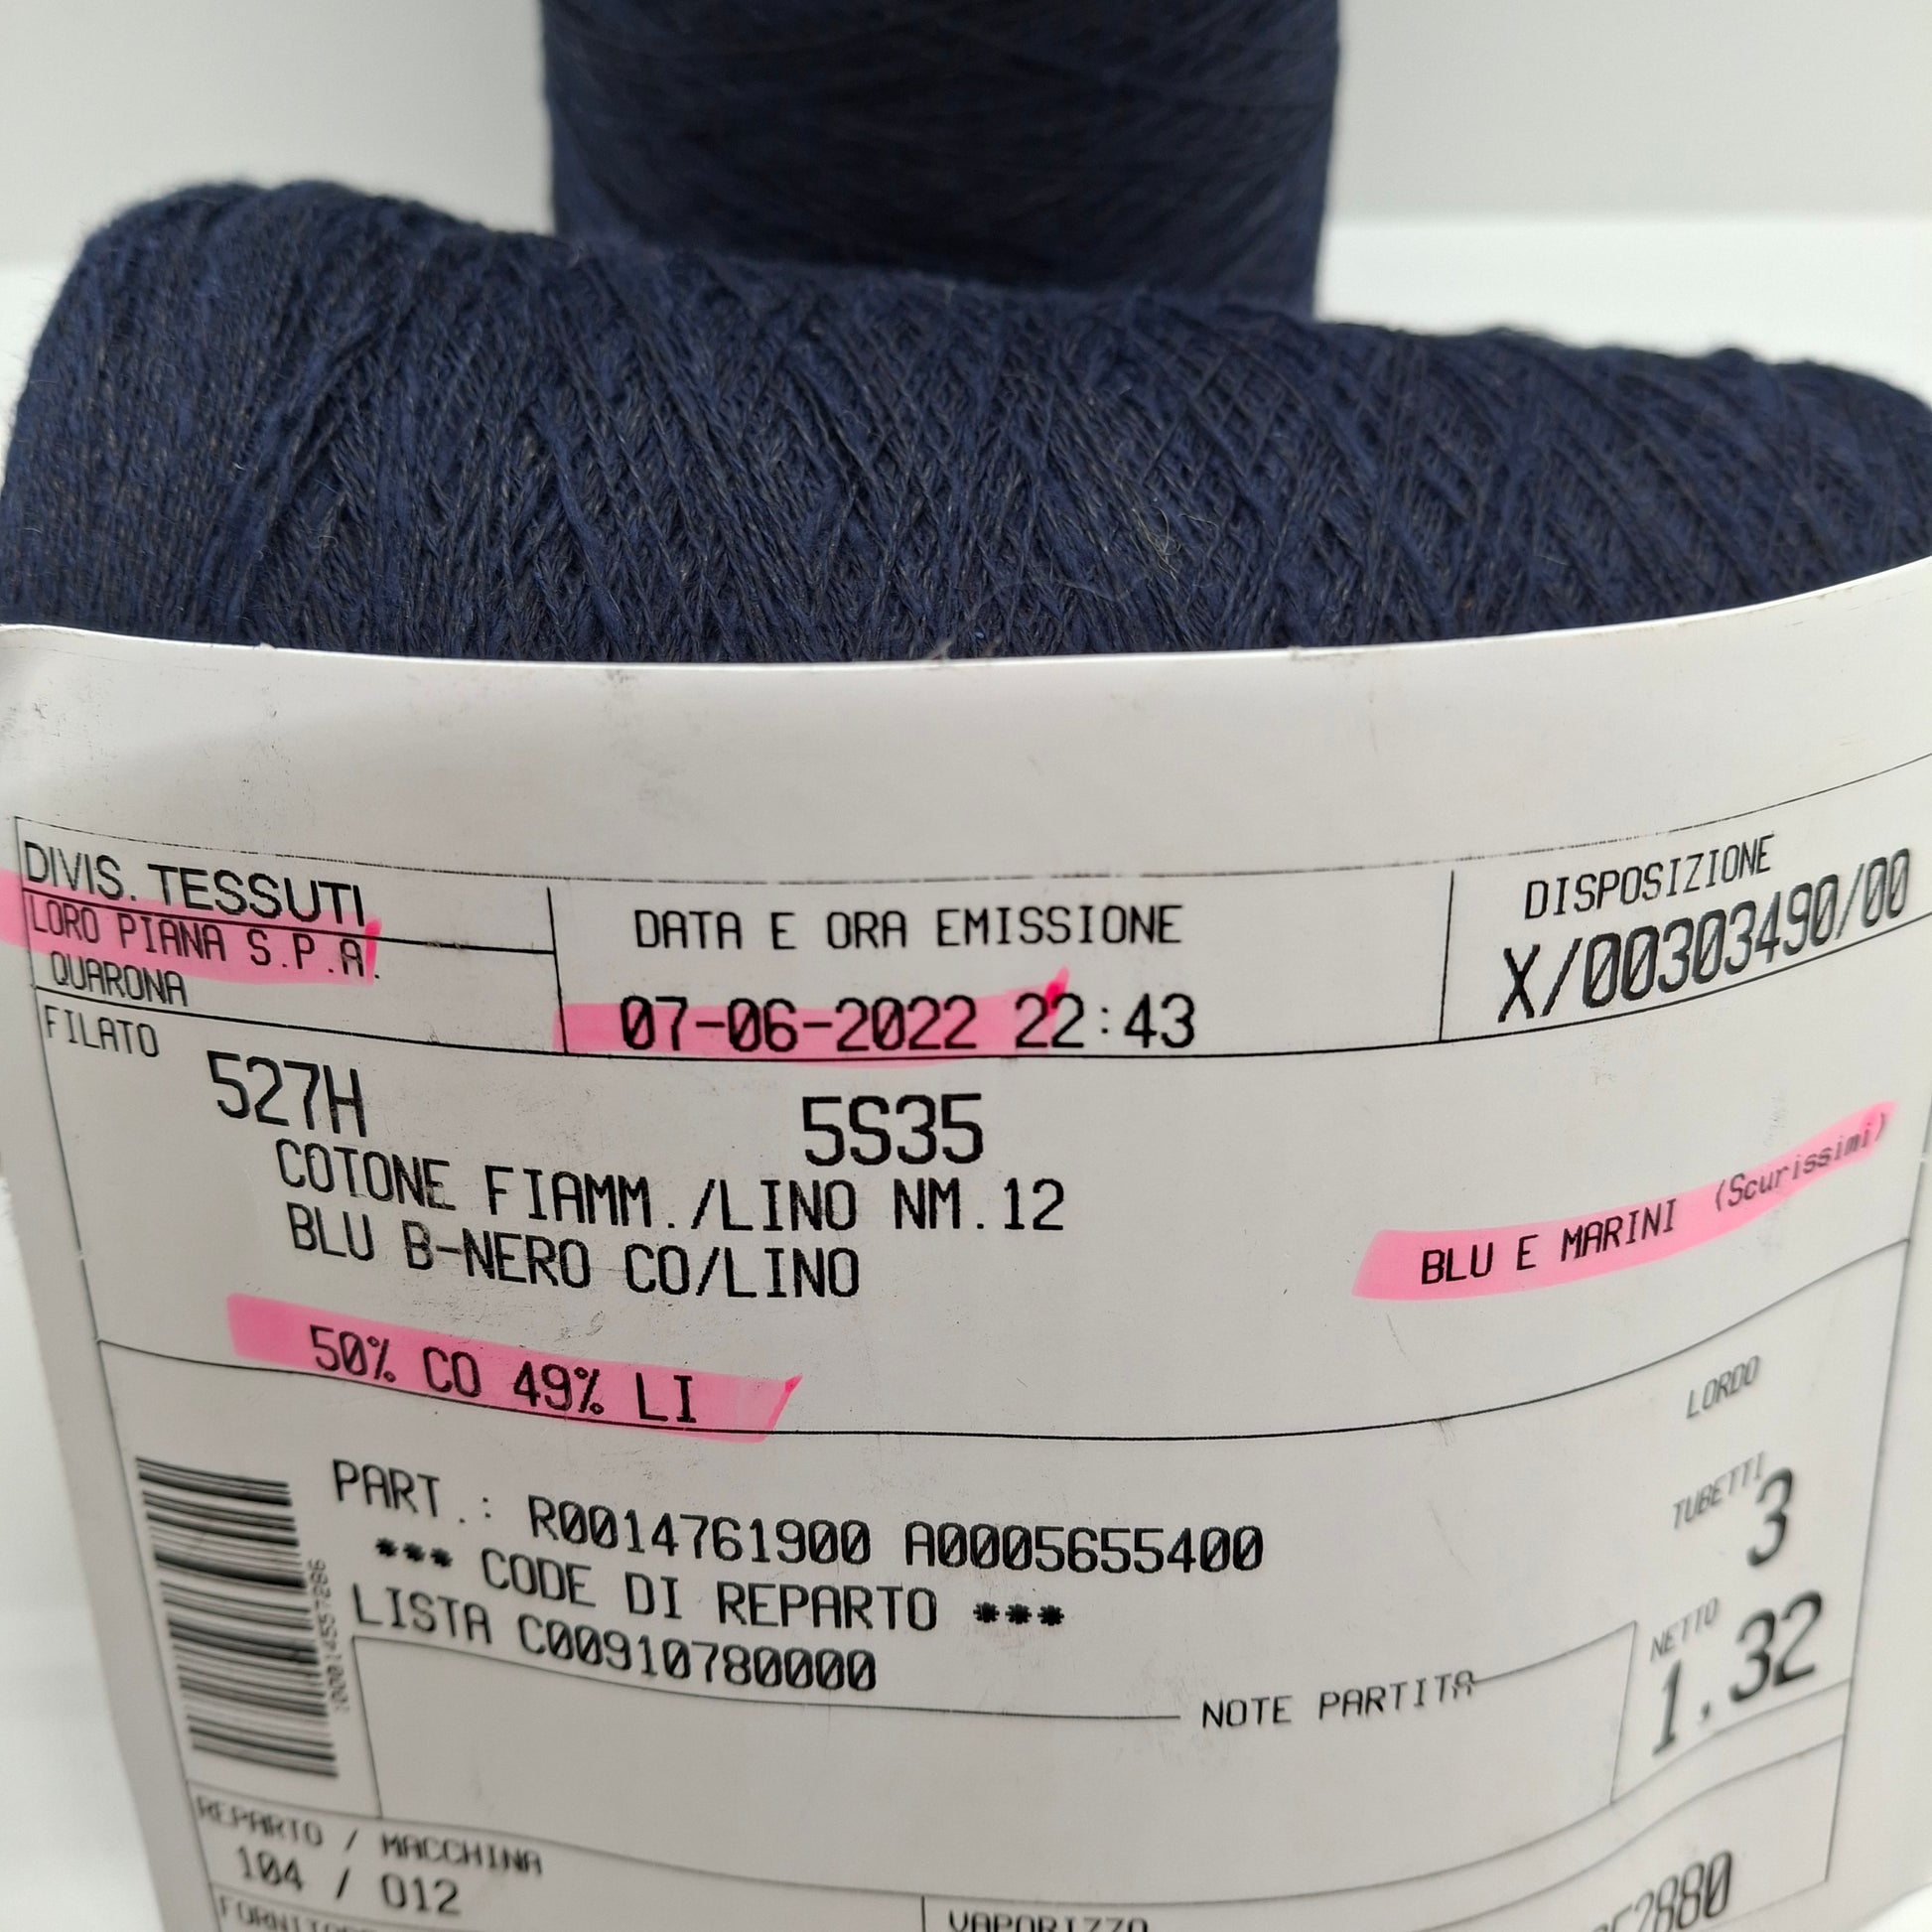 DIVIS. TESSUTI
LORO PIANA S.P.A.
QUARONA
DATA E ORA EMISSIONE
07-06-2022 22:43
DISPOSIZIONE
X/00303490/00
FILATO
527H 5S35
COTONE FIAMM./LINO NM.12
BLU B-NERO CO/LINO
BLU E MARINI (Scurissimi)
50% CO 49% LI
LORDO
PART.: R0014761900 A0005655400
*** CODE DI REPARTO ***
LISTA C00910780000
TUBETTI
3
NETTO
1.32
NOTE PARTITA
REPARTO / MACCHINA
104 / 012
VAPORIZZO